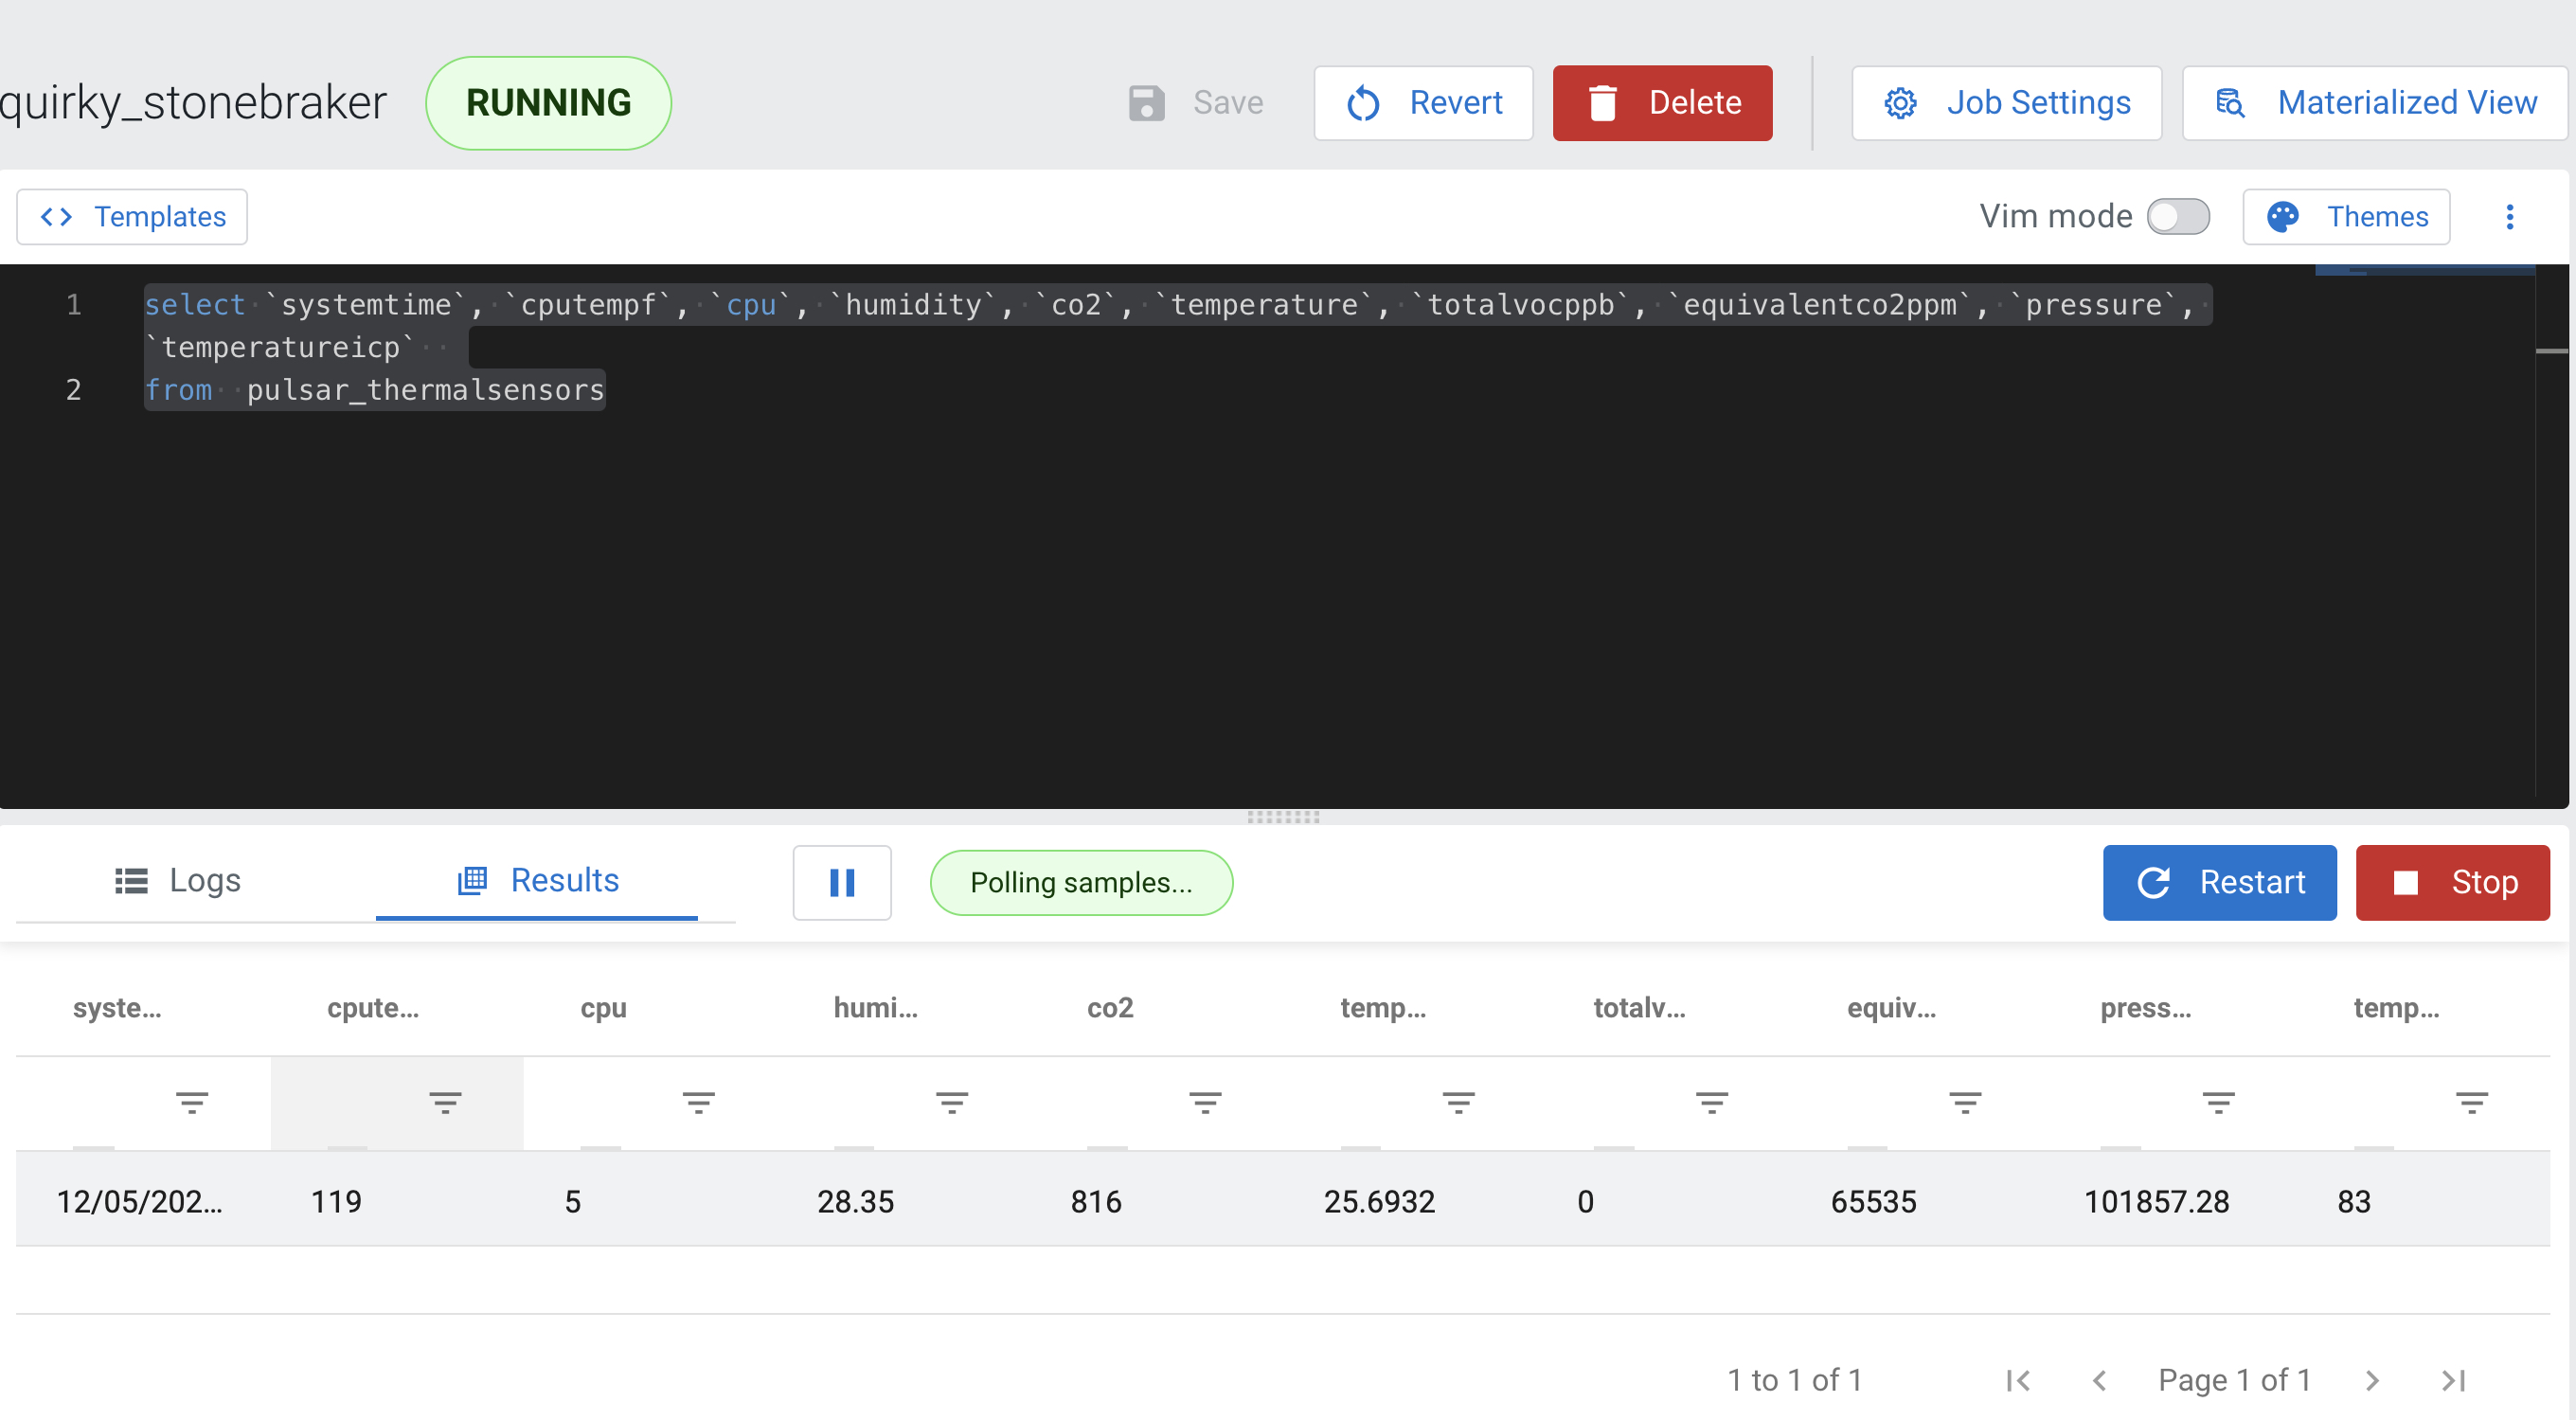 quirky_stonebraker RUNNING Save Revert Delete Job Settings Materialized View
<> Templates Vim mode Themes
1 select `systemtime`, `cputempf`, `cpu`, `humidity`, `co2`, `temperature`, `totalvocppb`, `equivalentco2ppm`, `pressure`,
`temperatureicp`
2 from pulsar_thermalsensors
Logs Results Polling samples... Restart Stop
syste... cpute... cpu humi... co2 temp... totalv... equiv... press... temp...
12/05/202... 119 5 28.35 816 25.6932 0 65535 101857.28 83
1 to 1 of 1 Page 1 of 1